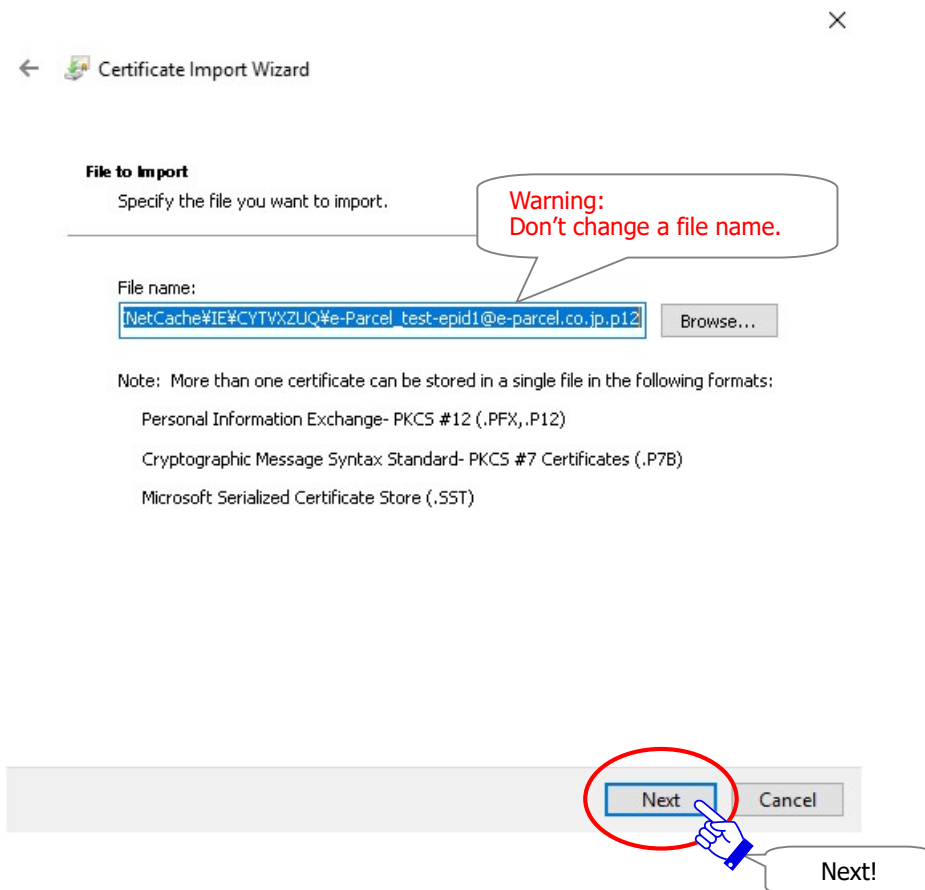 Certificate Import Wizard
File to Import
Specify the file you want to import.
Warning:
Don't change a file name.
File name:
NetCache¥IE¥CYTVXZUQ¥e-Parcel_test-epid1@e-parcel.co.jp.p12
Browse...
Note: More than one certificate can be stored in a single file in the following formats:
Personal Information Exchange- PKCS #12 (.PFX,.P12)
Cryptographic Message Syntax Standard- PKCS #7 Certificates (.P7B)
Microsoft Serialized Certificate Store (.SST)
Next
Cancel
Next!